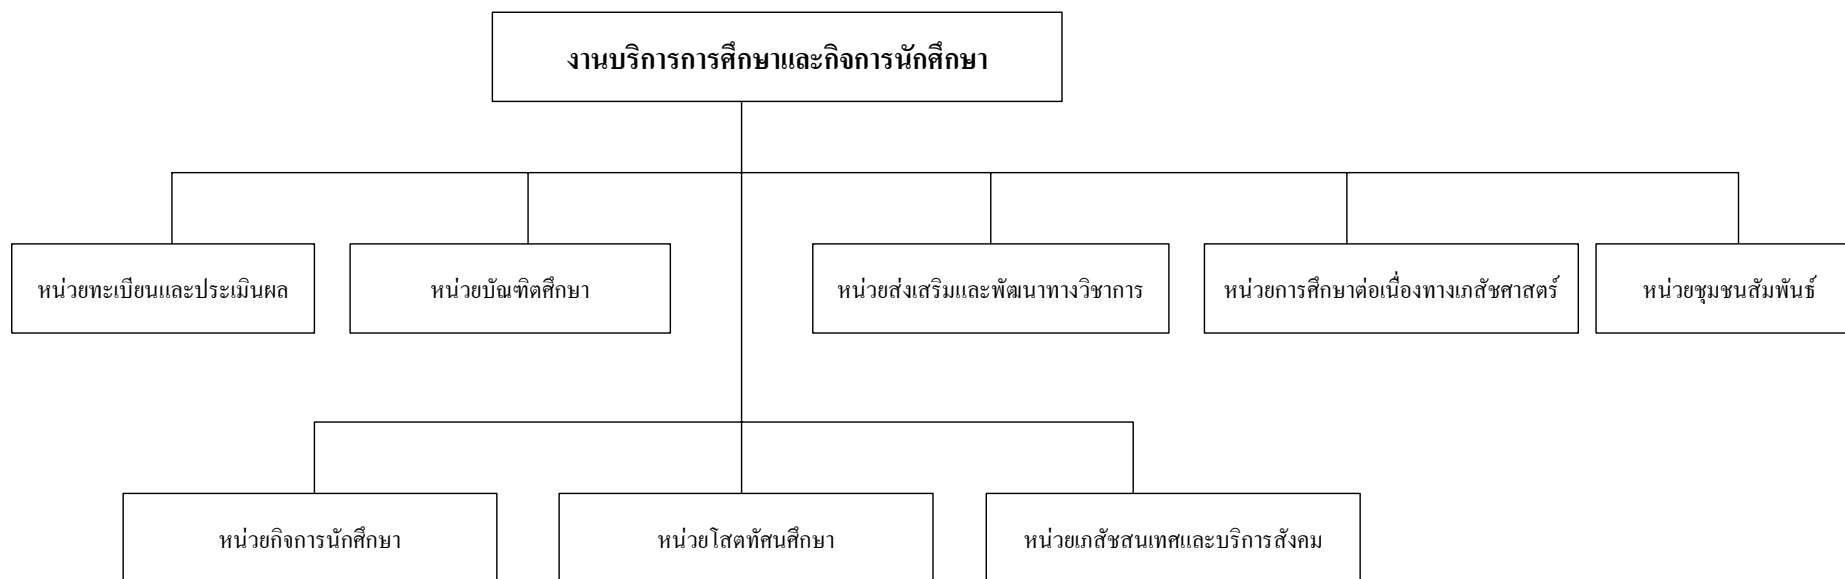 งานบริการการศึกษาและกิจการนักศึกษา
หน่วยทะเบียนและประเมินผล
หน่วยบัณฑิตศึกษา
หน่วยส่งเสริมและพัฒนาทางวิชาการ
หน่วยการศึกษาต่อเนื่องทางเภสัชศาสตร์
หน่วยชุมชนสัมพันธ์
หน่วยกิจการนักศึกษา
หน่วยโสตทัศนศึกษา
หน่วยเภสัชสนเทศและบริการสังคม